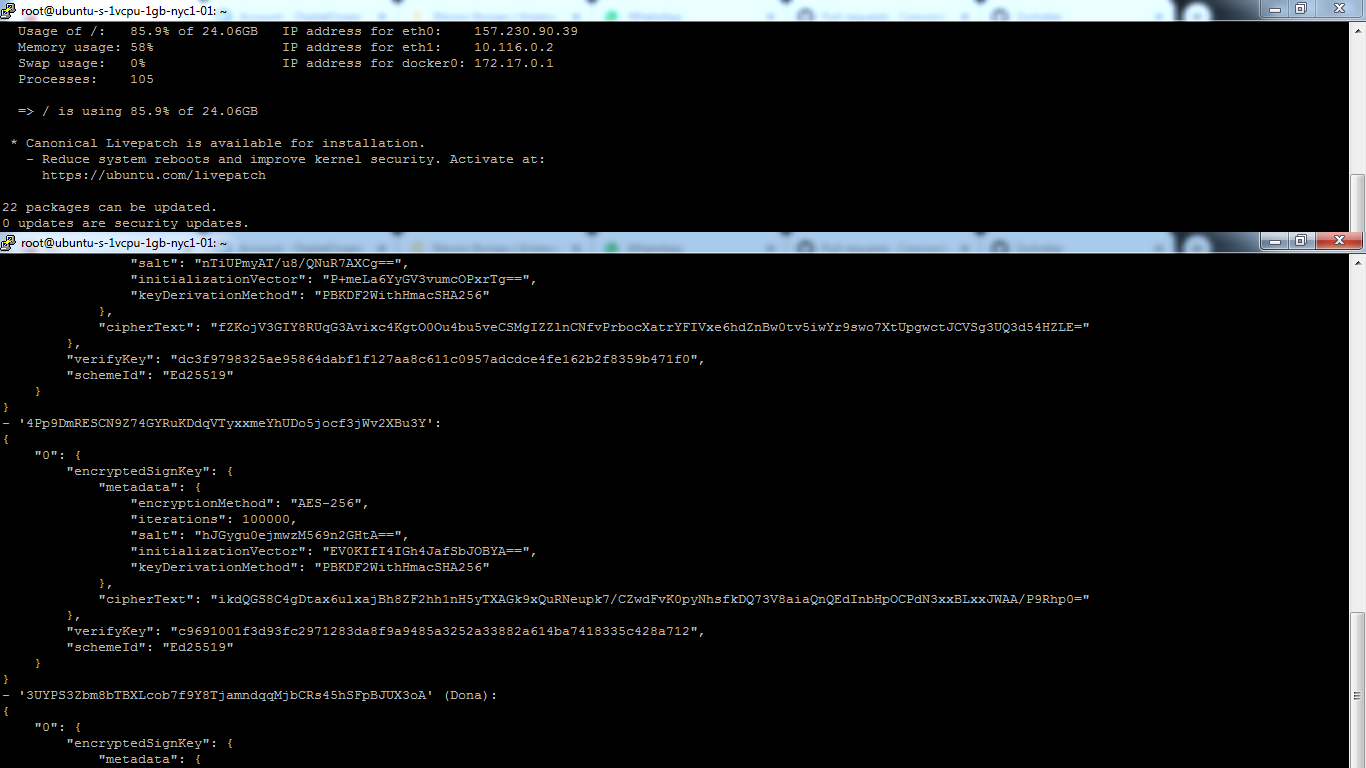 root@ubuntu-s-1vcpu-1gb-nyc1-01: ~
Usage of /:   85.9% of 24.06GB   IP address for eth0:    157.230.90.39
Memory usage: 58%                IP address for eth1:    10.116.0.2
Swap usage:   0%                 IP address for docker0: 172.17.0.1
Processes:    105
=> / is using 85.9% of 24.06GB
* Canonical Livepatch is available for installation.
- Reduce system reboots and improve kernel security. Activate at:
https://ubuntu.com/livepatch
22 packages can be updated.
0 updates are security updates.
root@ubuntu-s-1vcpu-1gb-nyc1-01: ~
"salt": "nTiUPmyAT/u8/QNuR7AXCg==",
"initializationVector": "P+meLa6YyGV3vumcOPxrTg==",
"keyDerivationMethod": "PBKDF2WithHmacSHA256"
},
"cipherText": "fZKojV3GIY8RUqG3Avixc4KgtO0Ou4bu5veCSMgIZZlnCNfvPrbocXatrYFIVxe6hdZnBw0tv5iwYr9swo7XtUpgwctJCVSg3UQ3d54HZLE="
},
"verifyKey": "dc3f9798325ae95864dabf1f127aa8c611c0957adcdce4fe162b2f8359b471f0",
"schemeId": "Ed25519"
}
}
- '4Pp9DmRESCN9Z74GYRuKDdqVTyxxmeYhUDo5jocf3jWv2XBu3Y':
{
"0": {
"encryptedSignKey": {
"metadata": {
"encryptionMethod": "AES-256",
"iterations": 100000,
"salt": "hJGygu0ejmwzM569n2GHtA==",
"initializationVector": "EV0KIfI4IGh4JafSbJOBYA==",
"keyDerivationMethod": "PBKDF2WithHmacSHA256"
},
"cipherText": "ikdQGS8C4gDtax6ulxajBh8ZF2hh1nH5yTXAGk9xQuRNeupk7/CZwdFvK0pyNhsfkDQ73V8aiaQnQEdInbHpOCPdN3xxBLxxJWAA/P9Rhp0="
},
"verifyKey": "c9691001f3d93fc2971283da8f9a9485a3252a33882a614ba7418335c428a712",
"schemeId": "Ed25519"
}
}
- '3UYPS3Zbm8bTBXLcob7f9Y8TjamndqqMjbCRs45hSFpBJUX3oA' (Dona):
{
"0": {
"encryptedSignKey": {
"metadata": {